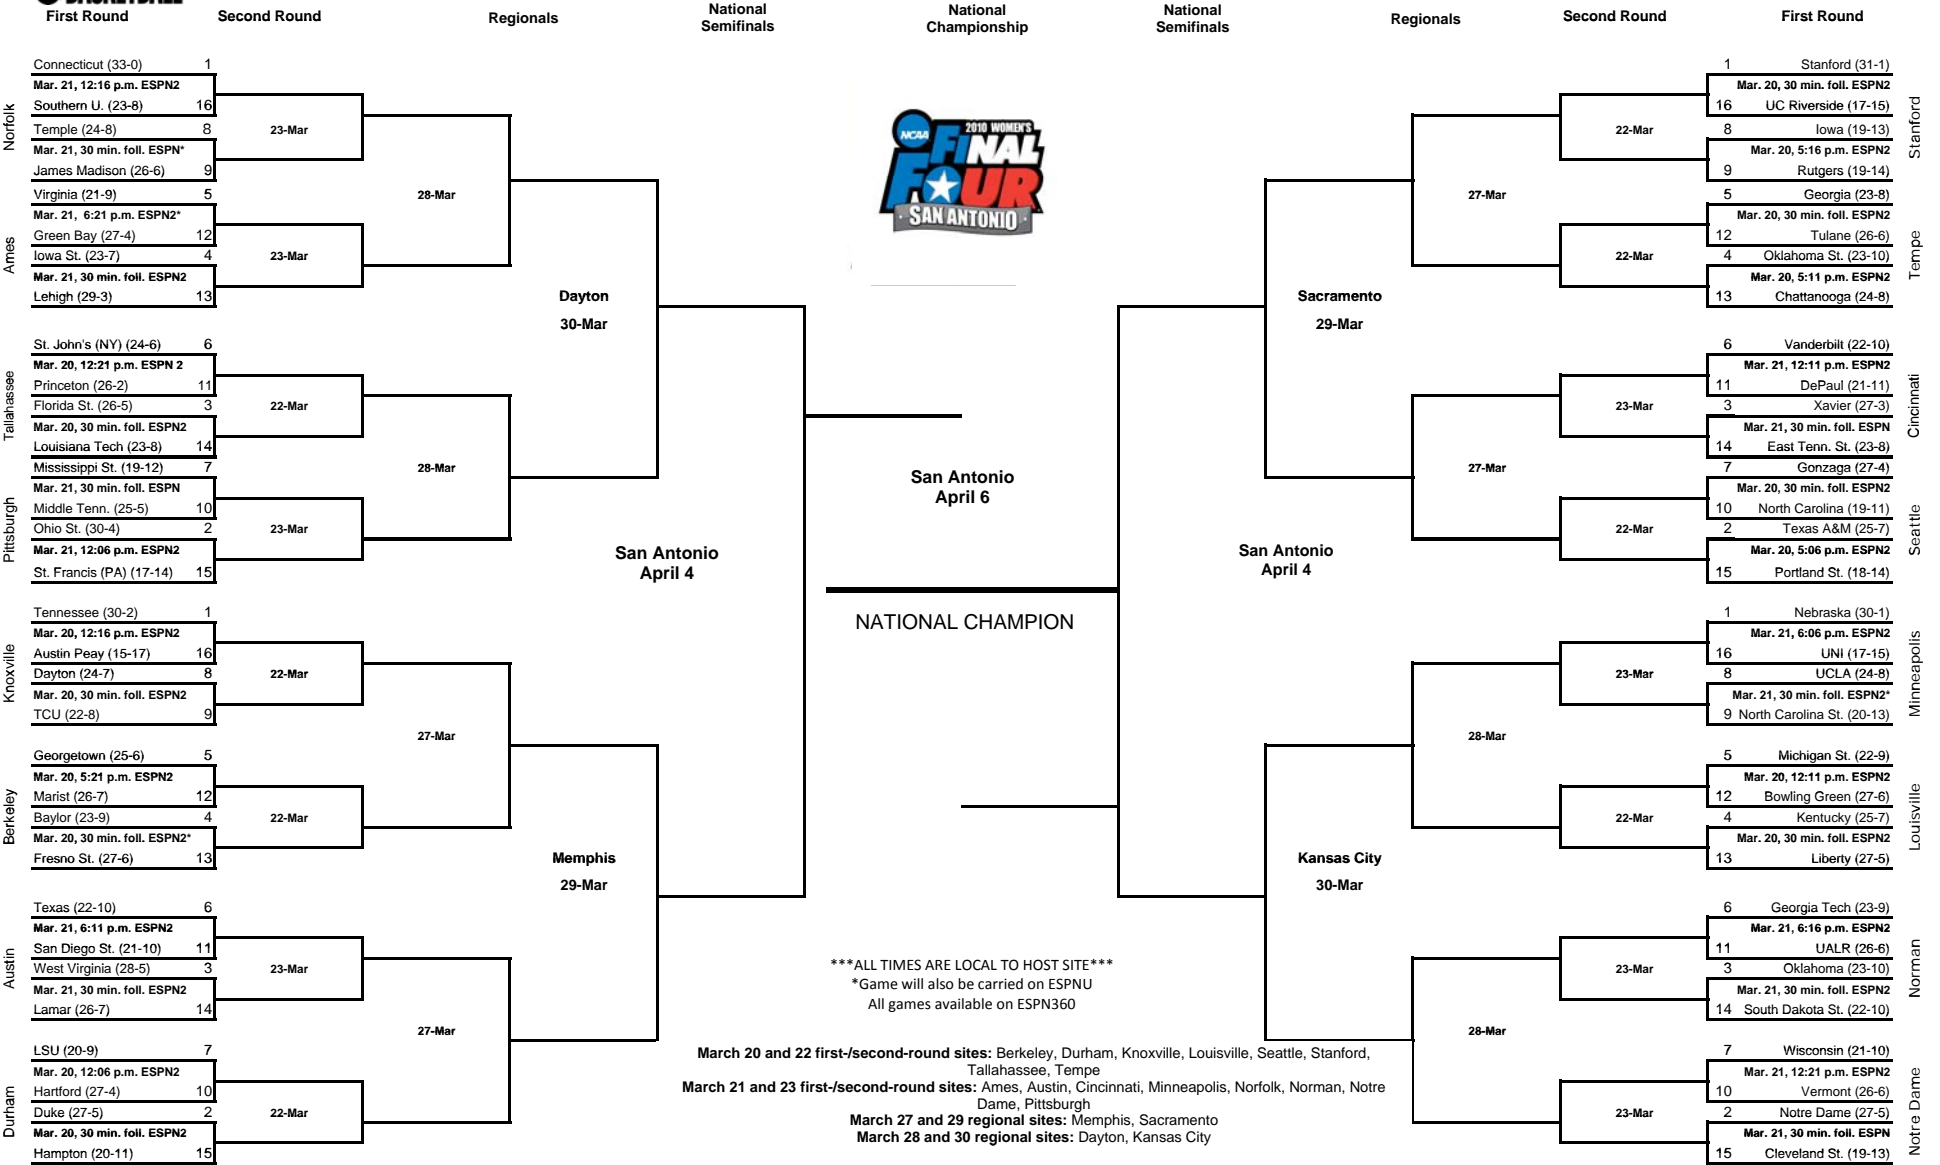 BASKETBALL
First Round
Second Round
Regionals
National
Semifinals
National
Championship
National
Semifinals
Regionals
Second Round
First Round
Norfolk
Connecticut (33-0) 1
Mar. 21, 12:16 p.m. ESPN2
Southern U. (23-8) 16
23-Mar
Temple (24-8) 8
Mar. 21, 30 min. foll. ESPN*
James Madison (26-6) 9
28-Mar
Ames
Virginia (21-9) 5
Mar. 21, 6:21 p.m. ESPN2*
Green Bay (27-4) 12
23-Mar
Iowa St. (23-7) 4
Mar. 21, 30 min. foll. ESPN2
Lehigh (29-3) 13
Dayton
30-Mar
Tallahassee
St. John's (NY) (24-6) 6
Mar. 20, 12:21 p.m. ESPN 2
Princeton (26-2) 11
22-Mar
Florida St. (26-5) 3
Mar. 20, 30 min. foll. ESPN2
Louisiana Tech (23-8) 14
28-Mar
Pittsburgh
Mississippi St. (19-12) 7
Mar. 21, 30 min. foll. ESPN
Middle Tenn. (25-5) 10
23-Mar
Ohio St. (30-4) 2
Mar. 21, 12:06 p.m. ESPN2
St. Francis (PA) (17-14) 15
San Antonio
April 4
Knoxville
Tennessee (30-2) 1
Mar. 20, 12:16 p.m. ESPN2
Austin Peay (15-17) 16
22-Mar
Dayton (24-7) 8
Mar. 20, 30 min. foll. ESPN2
TCU (22-8) 9
27-Mar
Berkeley
Georgetown (25-6) 5
Mar. 20, 5:21 p.m. ESPN2
Marist (26-7) 12
22-Mar
Baylor (23-9) 4
Mar. 20, 30 min. foll. ESPN2*
Fresno St. (27-6) 13
Memphis
29-Mar
Austin
Texas (22-10) 6
Mar. 21, 6:11 p.m. ESPN2
San Diego St. (21-10) 11
23-Mar
West Virginia (28-5) 3
Mar. 21, 30 min. foll. ESPN2
Lamar (26-7) 14
27-Mar
Durham
LSU (20-9) 7
Mar. 20, 12:06 p.m. ESPN2
Hartford (27-4) 10
22-Mar
Duke (27-5) 2
Mar. 20, 30 min. foll. ESPN2
Hampton (20-11) 15
NCAA
2010 WOMEN'S
FINAL
FOUR
SAN ANTONIO
San Antonio
April 6
NATIONAL CHAMPION
***ALL TIMES ARE LOCAL TO HOST SITE***
*Game will also be carried on ESPNU
All games available on ESPN360
March 20 and 22 first-/second-round sites: Berkeley, Durham, Knoxville, Louisville, Seattle, Stanford,
Tallahassee, Tempe
March 21 and 23 first-/second-round sites: Ames, Austin, Cincinnati, Minneapolis, Norfolk, Norman, Notre
Dame, Pittsburgh
March 27 and 29 regional sites: Memphis, Sacramento
March 28 and 30 regional sites: Dayton, Kansas City
1 Stanford (31-1)
Mar. 20, 30 min. foll. ESPN2
16 UC Riverside (17-15)
22-Mar
8 Iowa (19-13)
Mar. 20, 5:16 p.m. ESPN2
9 Rutgers (19-14)
Stanford
27-Mar
5 Georgia (23-8)
Mar. 20, 30 min. foll. ESPN2
12 Tulane (26-6)
22-Mar
4 Oklahoma St. (23-10)
Mar. 20, 5:11 p.m. ESPN2
13 Chattanooga (24-8)
Tempe
Sacramento
29-Mar
6 Vanderbilt (22-10)
Mar. 21, 12:11 p.m. ESPN2
11 DePaul (21-11)
23-Mar
3 Xavier (27-3)
Mar. 21, 30 min. foll. ESPN
14 East Tenn. St. (23-8)
Cincinnati
27-Mar
7 Gonzaga (27-4)
Mar. 20, 30 min. foll. ESPN2
10 North Carolina (19-11)
22-Mar
2 Texas A&M (25-7)
Mar. 20, 5:06 p.m. ESPN2
15 Portland St. (18-14)
Seattle
San Antonio
April 4
1 Nebraska (30-1)
Mar. 21, 6:06 p.m. ESPN2
16 UNI (17-15)
23-Mar
8 UCLA (24-8)
Mar. 21, 30 min. foll. ESPN2*
9 North Carolina St. (20-13)
Minneapolis
28-Mar
5 Michigan St. (22-9)
Mar. 20, 12:11 p.m. ESPN2
12 Bowling Green (27-6)
22-Mar
4 Kentucky (25-7)
Mar. 20, 30 min. foll. ESPN2
13 Liberty (27-5)
Louisville
Kansas City
30-Mar
6 Georgia Tech (23-9)
Mar. 21, 6:16 p.m. ESPN2
11 UALR (26-6)
23-Mar
3 Oklahoma (23-10)
Mar. 21, 30 min. foll. ESPN2
14 South Dakota St. (22-10)
Norman
28-Mar
7 Wisconsin (21-10)
Mar. 21, 12:21 p.m. ESPN2
10 Vermont (26-6)
23-Mar
2 Notre Dame (27-5)
Mar. 21, 30 min. foll. ESPN
15 Cleveland St. (19-13)
Notre Dame